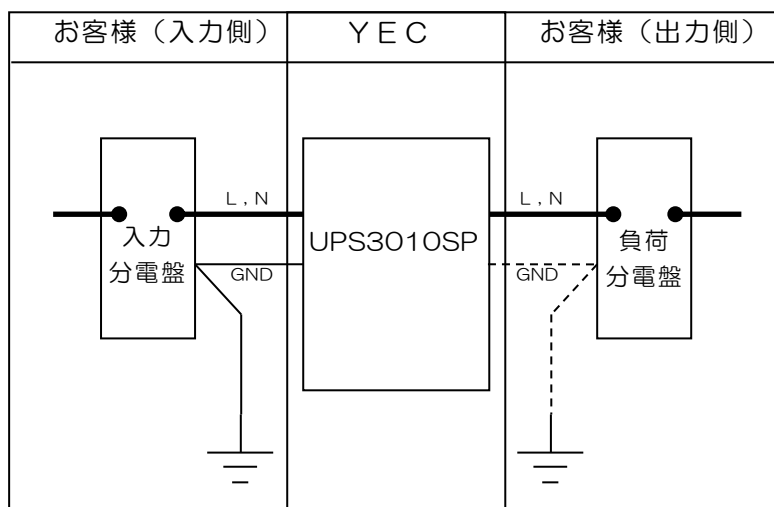 お客様（入力側）
ＹＥＣ
お客様（出力側）
L , N
L , N
入力
分電盤
UPS3010SP
負荷
分電盤
GND
GND